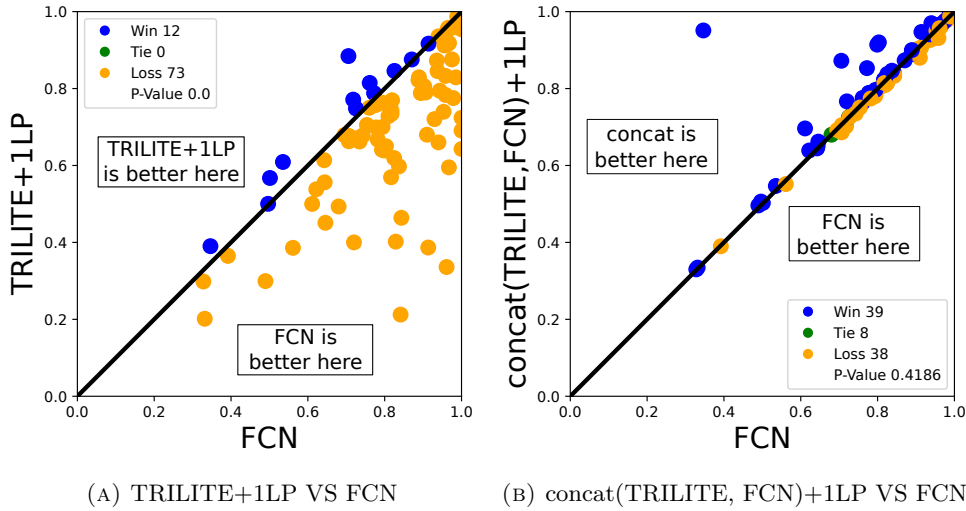 Win 12
Tie 0
Loss 73
P-Value 0.0
TRILITE+1LP
is better here
FCN is
better here
TRILITE+1LP
1.0
0.8
0.6
0.4
0.2
0.0
0.0 0.2 0.4 0.6 0.8 1.0
FCN
(A) TRILITE+1LP VS FCN
concat is
better here
FCN is
better here
Win 39
Tie 8
Loss 38
P-Value 0.4186
concat(TRILITE,FCN)+1LP
1.0
0.8
0.6
0.4
0.2
0.0
0.0 0.2 0.4 0.6 0.8 1.0
FCN
(B) concat(TRILITE, FCN)+1LP VS FCN